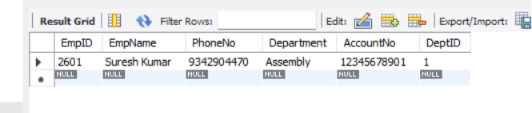 Result Grid Filter Rows: Edit: Export/Import:
EmpID EmpName PhoneNo Department AccountNo DeptID
2601 Suresh Kumar 9342904470 Assembly 12345678901 1
NULL NULL NULL NULL NULL NULL